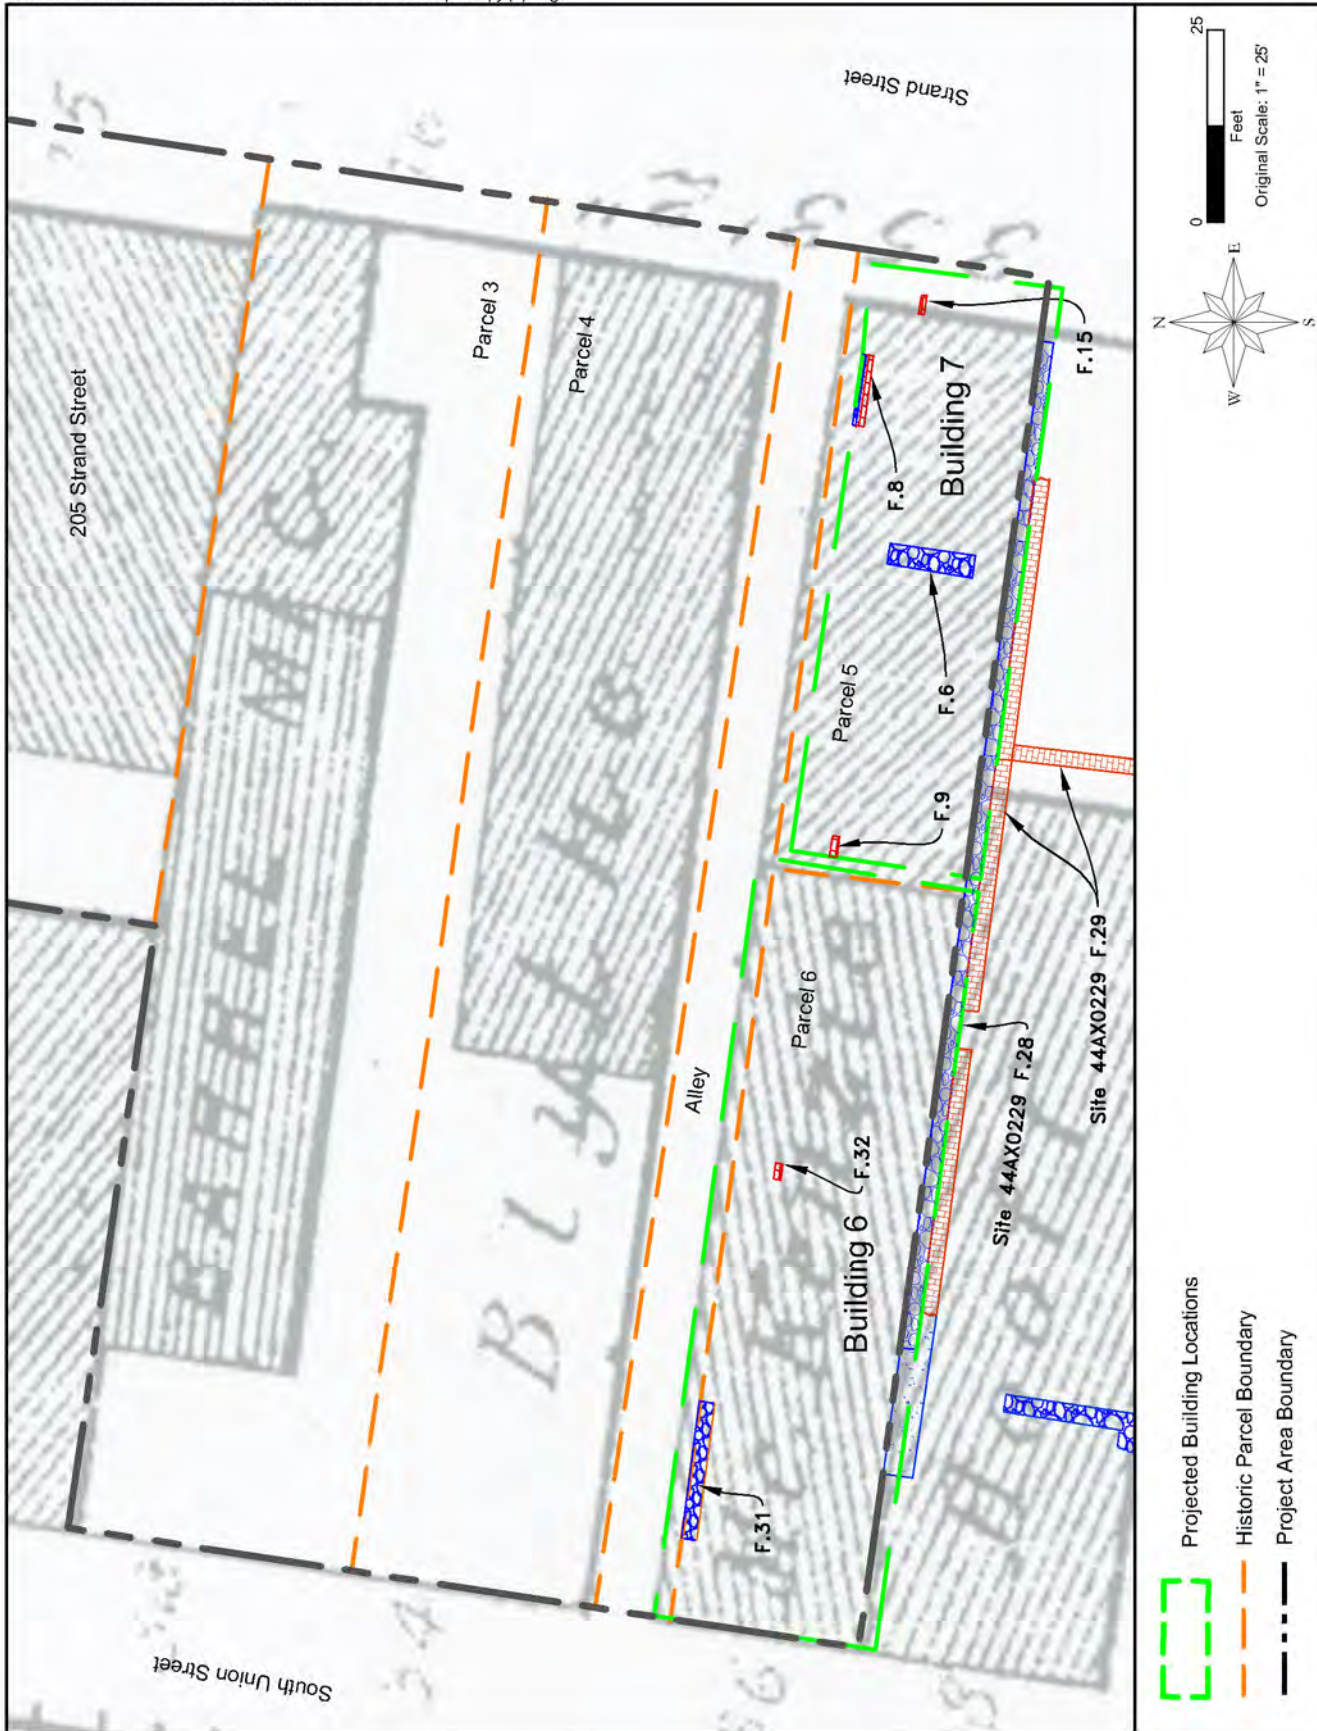 Strand Street
205 Strand Street
Parcel 3
Parcel 4
Blythe
Alley
Parcel 5
Building 7
F.15
F.8
F.6
F.9
Parcel 6
Building 6
F.32
F.31
Site 44AX0229 F.28
Site 44AX0229 F.29
South Union Street
Projected Building Locations
Historic Parcel Boundary
Project Area Boundary
N
E
S
W
0
25
Feet
Original Scale: 1" = 25'